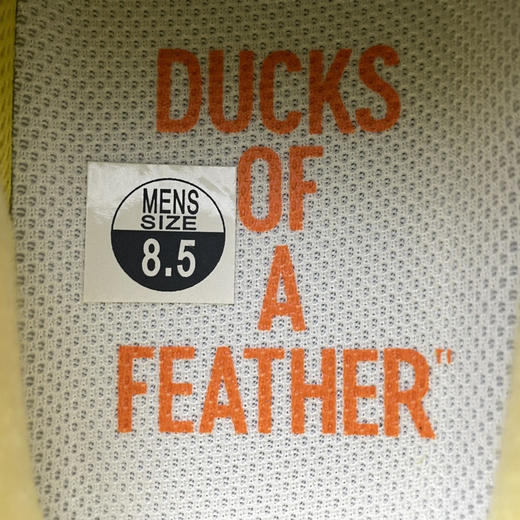 DUCKS
OF
A
FEATHER"
MENS
SIZE
8.5